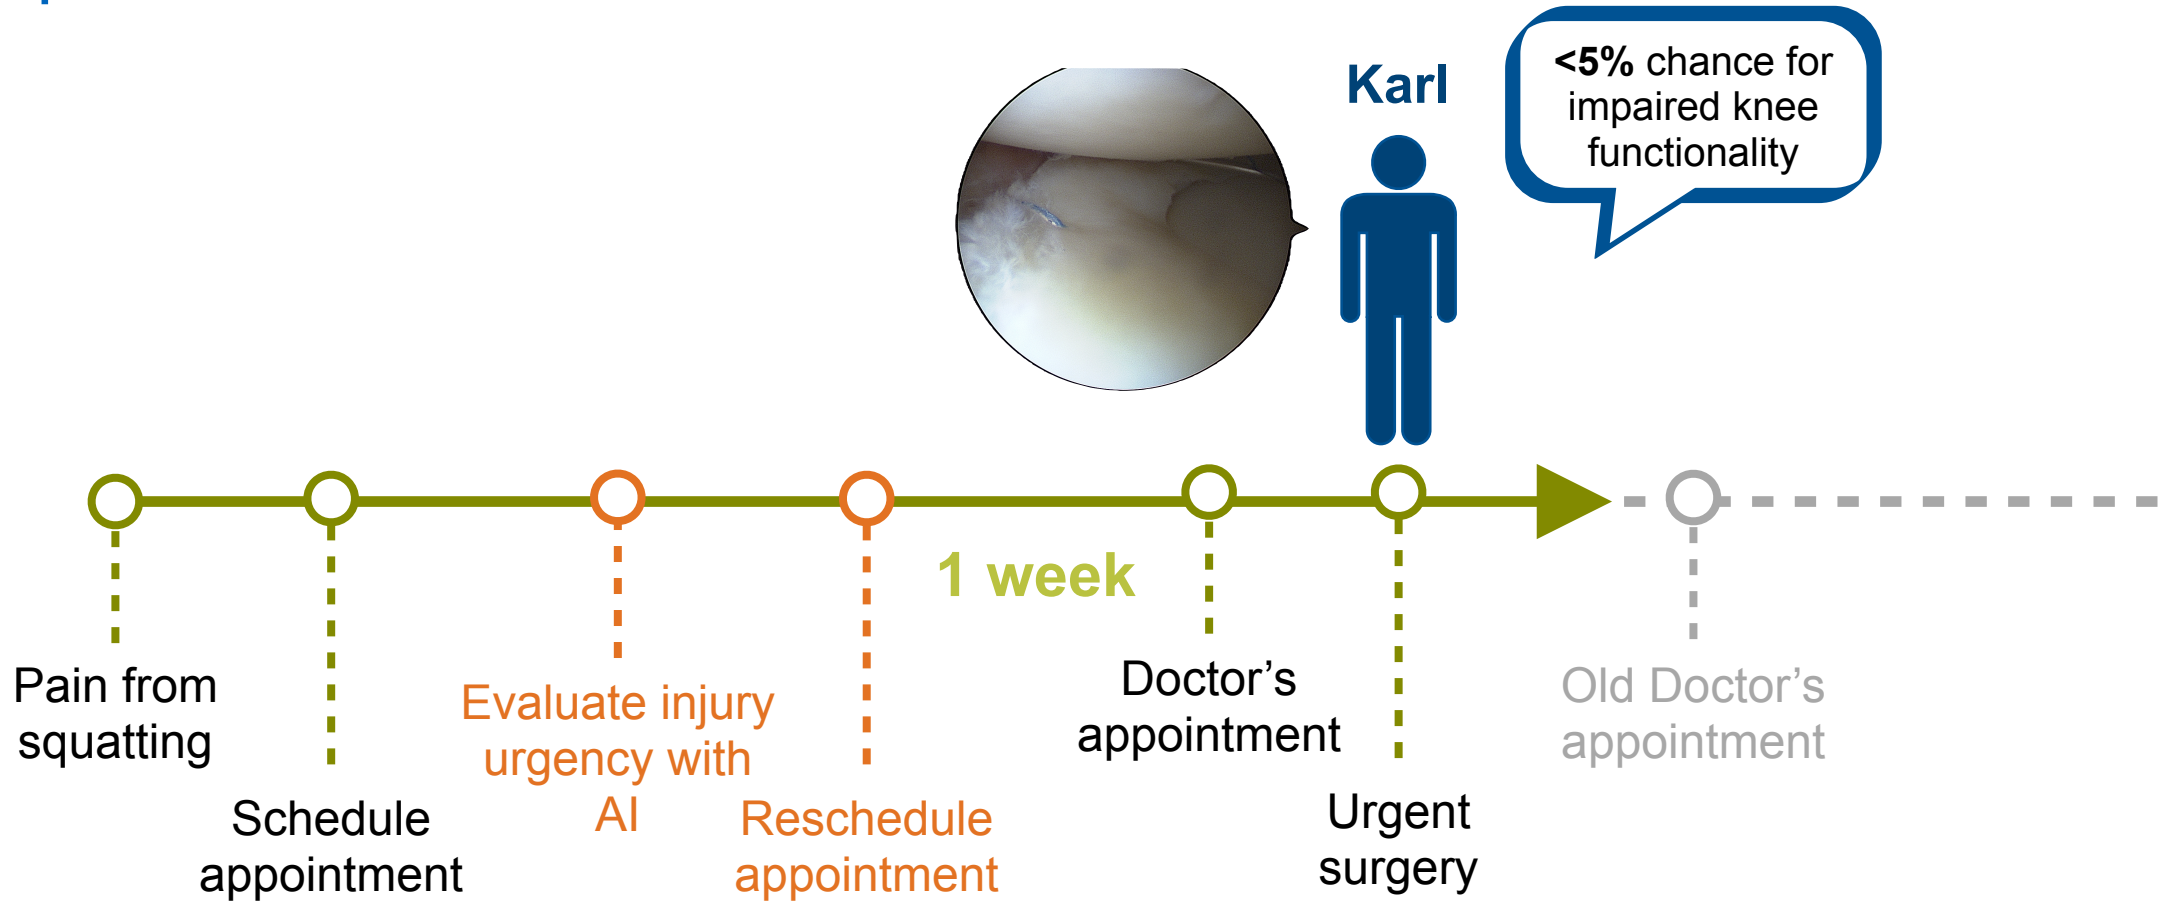 Karl
<5% chance for
impaired knee
functionality
1 week
Pain from
squatting
Schedule
appointment
Evaluate injury
urgency with
AI
Reschedule
appointment
Doctor’s
appointment
Urgent
surgery
Old Doctor’s
appointment